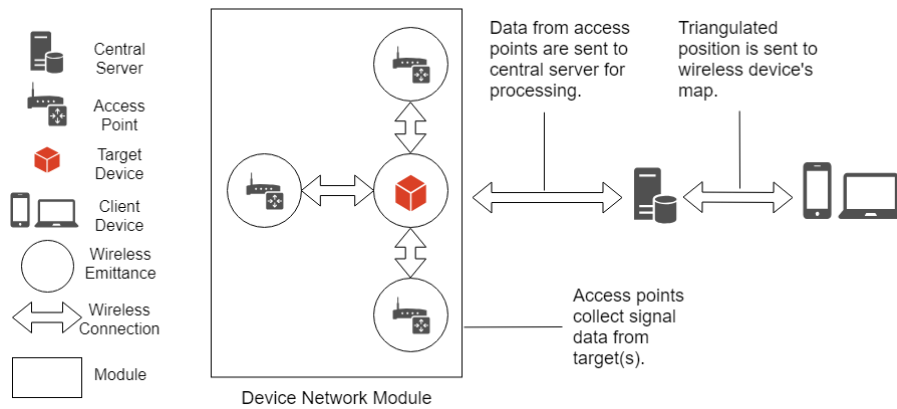 Central
Server
Access
Point
Target
Device
Client
Device
Wireless
Emittance
Wireless
Connection
Module
Data from access
points are sent to
central server for
processing.
Triangulated
position is sent to
wireless device's
map.
Access points
collect signal
data from
target(s).
Device Network Module